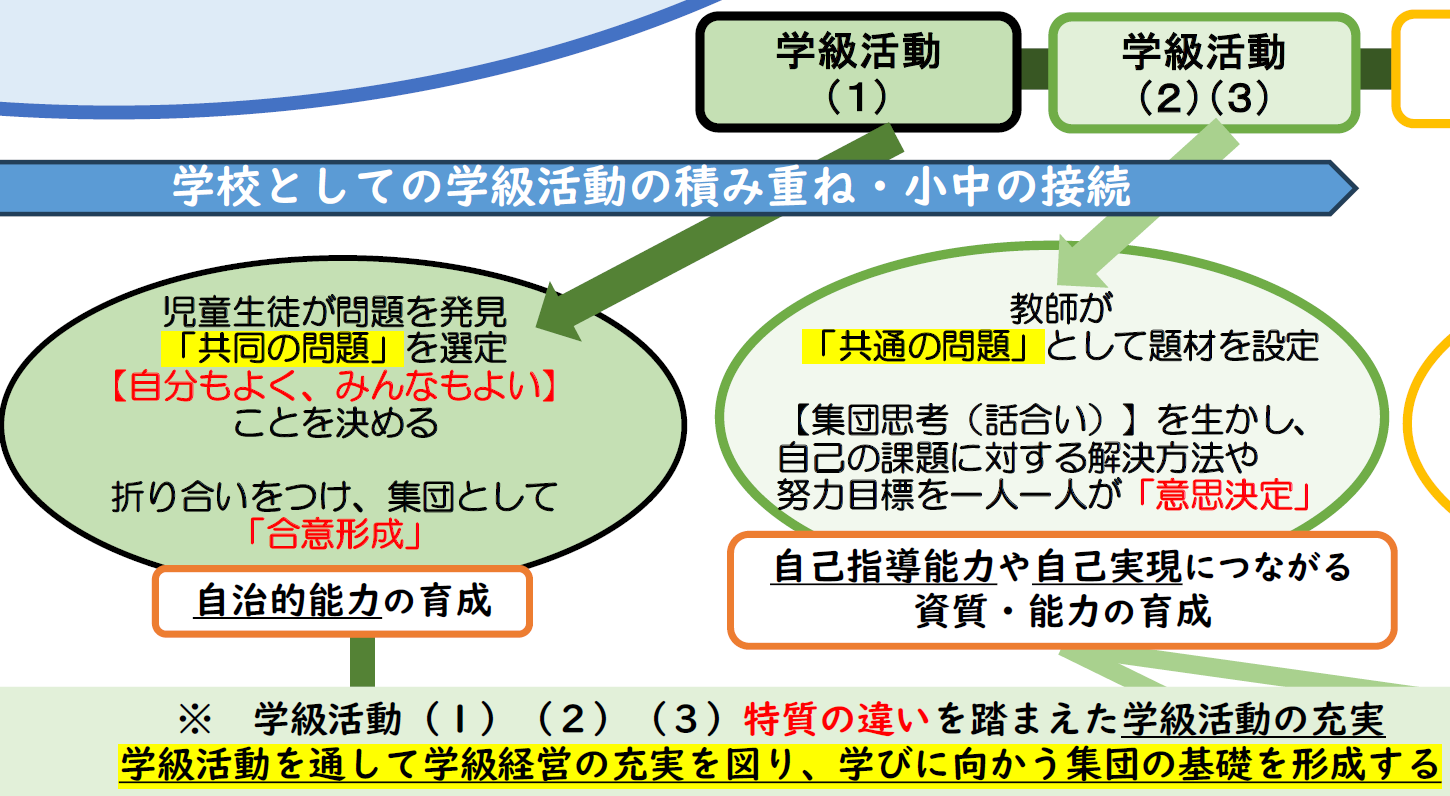 学級活動
（１）
学級活動
（２）（３）
学校としての学級活動の積み重ね・小中の接続
児童生徒が問題を発見
「共同の問題」を選定
【自分もよく、みんなもよい】
ことを決める
折り合いをつけ、集団として
「合意形成」
自治的能力の育成
教師が
「共通の問題」として題材を設定
【集団思考（話合い）】を生かし、
自己の課題に対する解決方法や
努力目標を一人一人が「意思決定」
自己指導能力や自己実現につながる
資質・能力の育成
※　学級活動（１）（２）（３）特質の違いを踏まえた学級活動の充実
学級活動を通して学級経営の充実を図り、学びに向かう集団の基礎を形成する